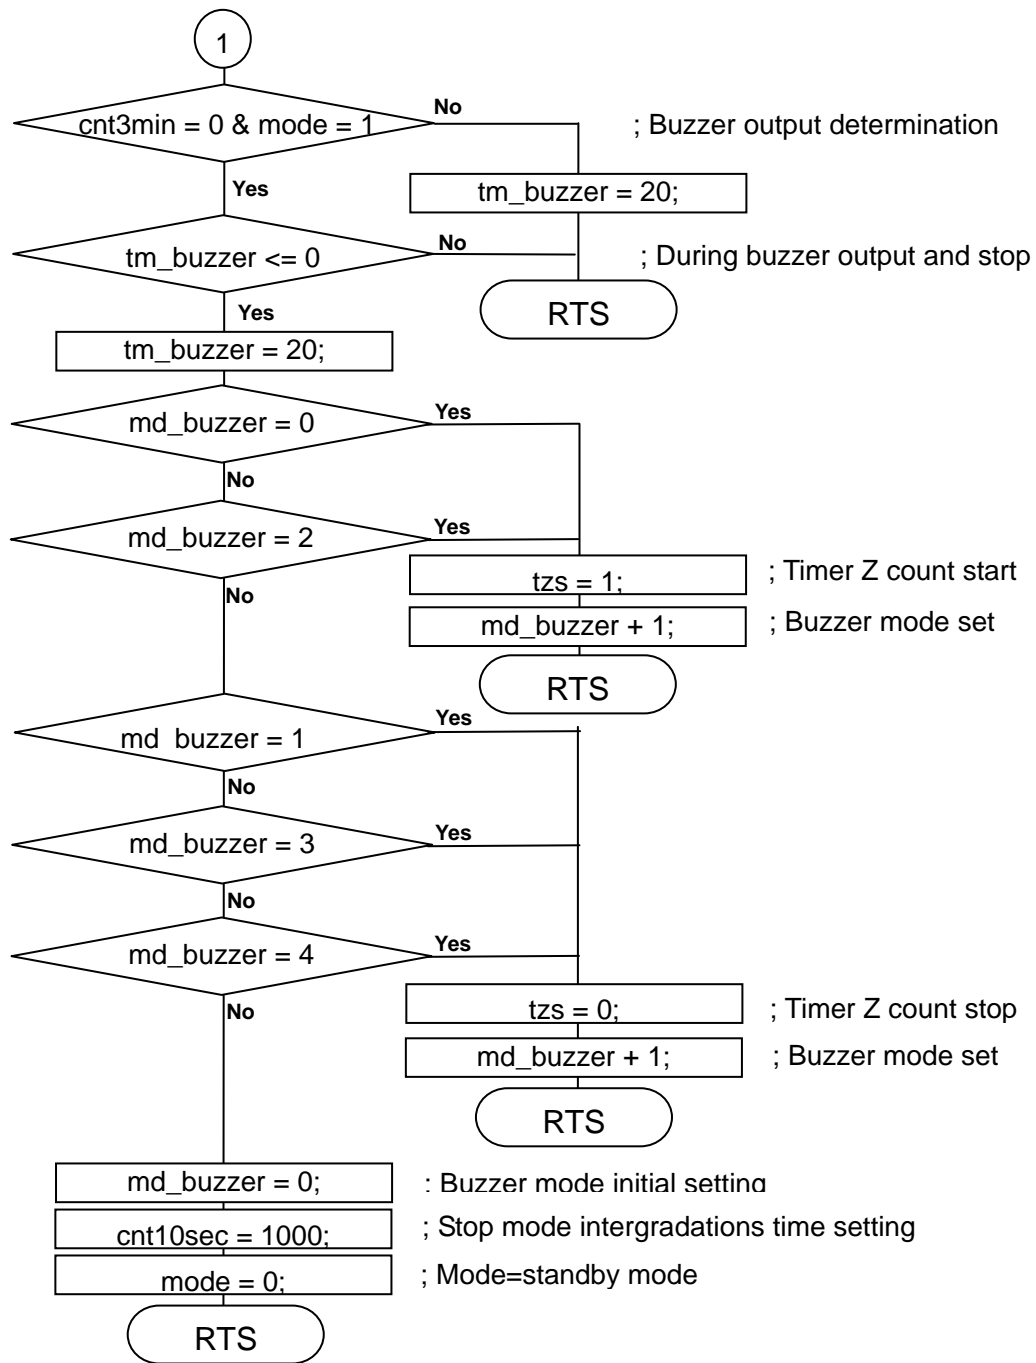 1
cnt3min = 0 & mode = 1
No
; Buzzer output determination
Yes
tm_buzzer = 20;
tm_buzzer <= 0
No
; During buzzer output and stop
RTS
Yes
tm_buzzer = 20;
md_buzzer = 0
Yes
No
md_buzzer = 2
Yes
tzs = 1;
; Timer Z count start
No
md_buzzer + 1;
; Buzzer mode set
RTS
md buzzer = 1
Yes
No
md_buzzer = 3
Yes
No
md_buzzer = 4
Yes
No
tzs = 0;
; Timer Z count stop
md_buzzer + 1;
; Buzzer mode set
RTS
md_buzzer = 0;
: Buzzer mode initial setting
cnt10sec = 1000;
; Stop mode intergradations time setting
mode = 0;
; Mode=standby mode
RTS